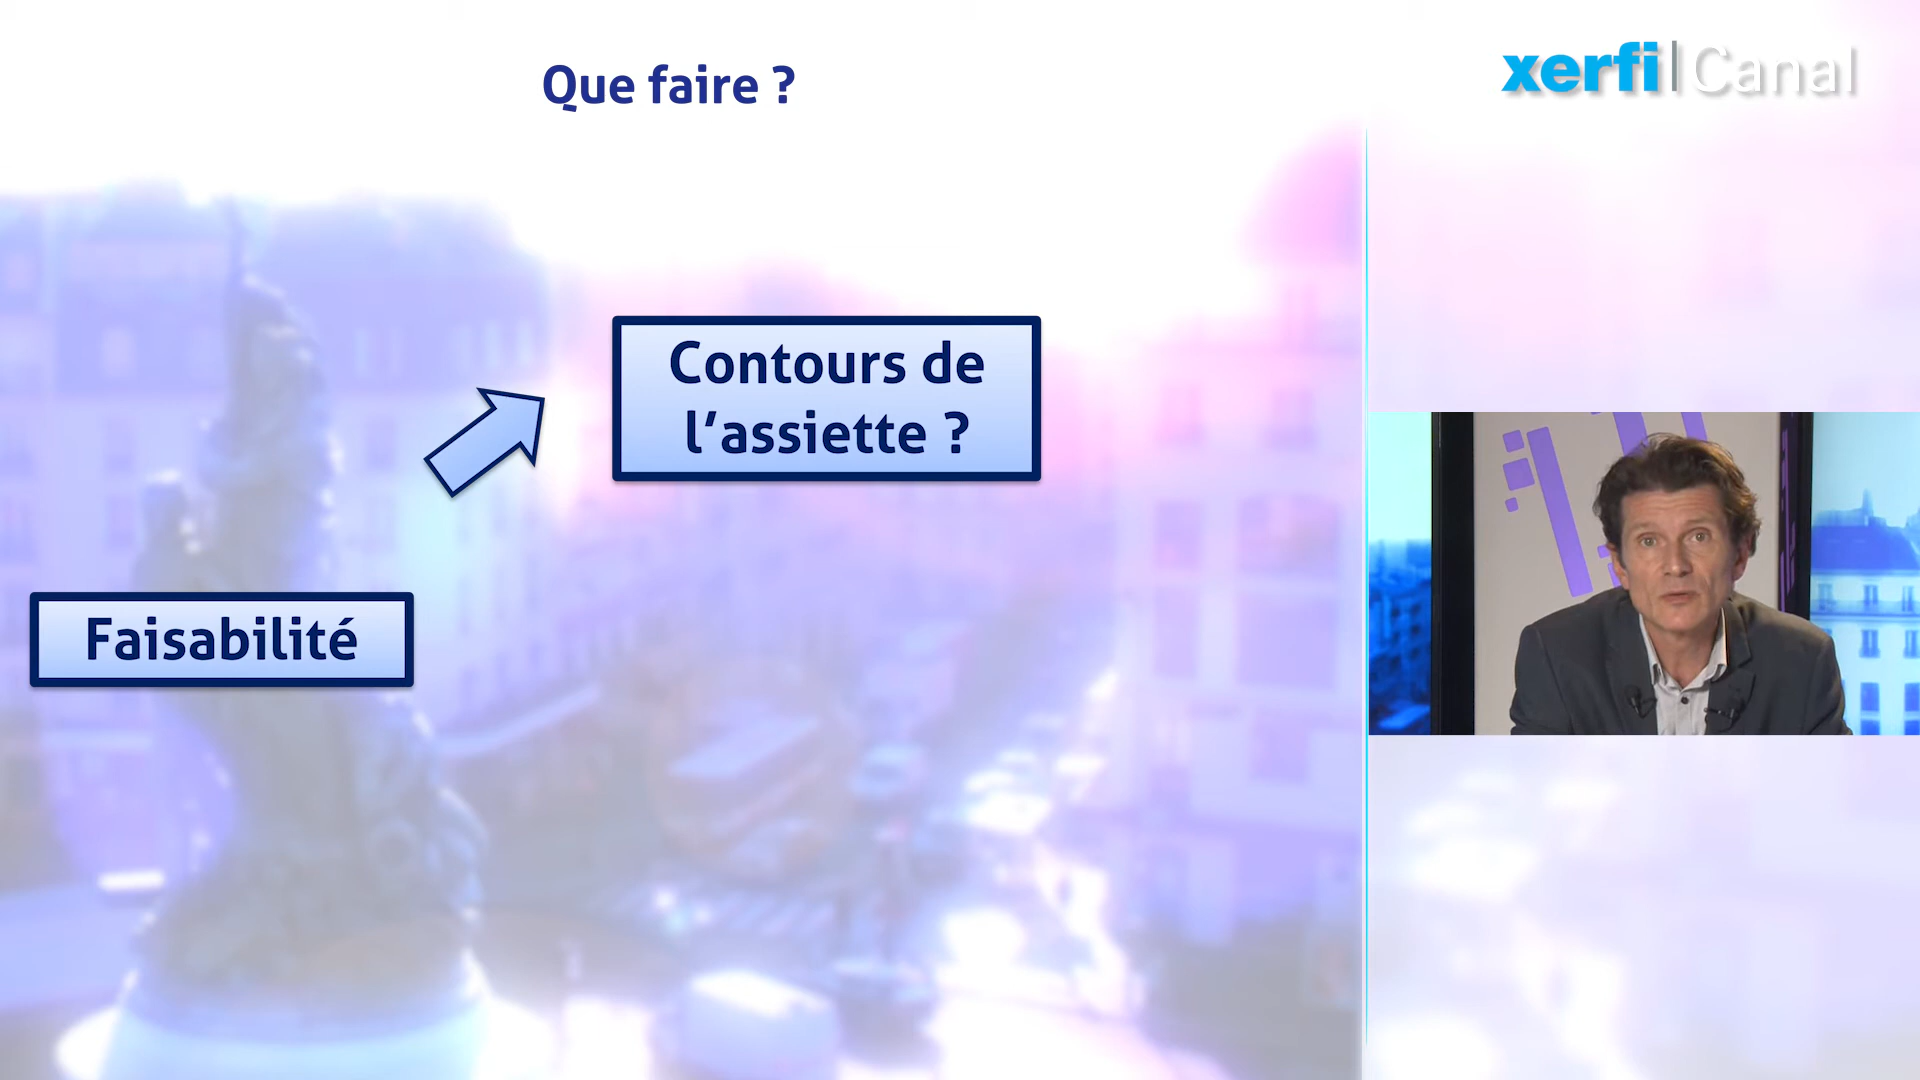 Que faire ?
xerfi|Canal
Contours de
l’assiette ?
Faisabilité